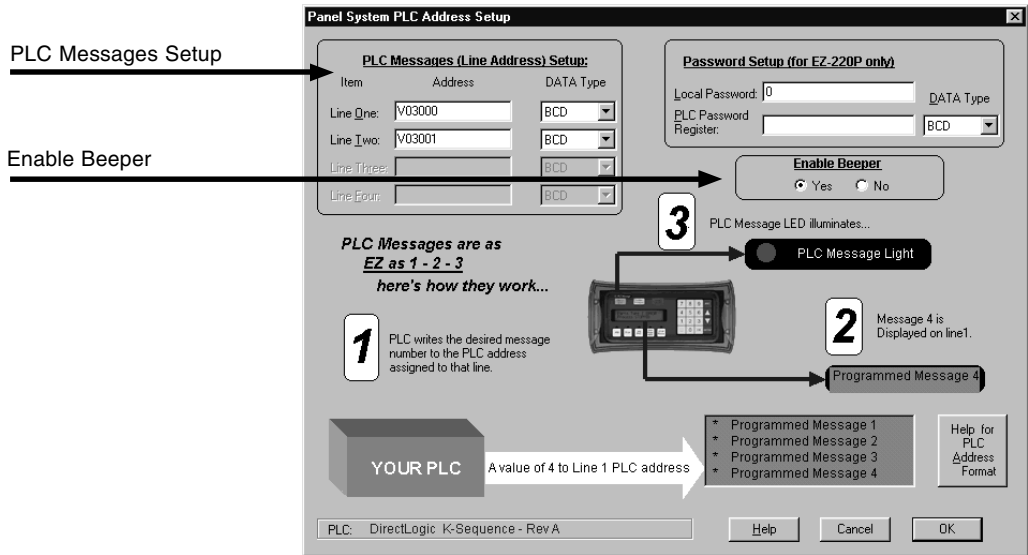 Panel System PLC Address Setup
PLC Messages Setup
Enable Beeper
PLC Messages (Line Address) Setup:
Item Address DATA Type
Line One: V03000 BCD
Line Two: V03001 BCD
Line Three: BCD
Line Four: BCD
Password Setup (for EZ-220P only)
Local Password: 0
DATA Type
PLC Password
Register: BCD
Enable Beeper
Yes No
PLC Messages are as
EZ as 1 - 2 - 3
here's how they work...
3
PLC Message LED illuminates...
PLC Message Light
1
PLC writes the desired message
number to the PLC address
assigned to that line.
2
Message 4 is
Displayed on line1.
Programmed Message 4
YOUR PLC
A value of 4 to Line 1 PLC address
* Programmed Message 1
* Programmed Message 2
* Programmed Message 3
* Programmed Message 4
Help for
PLC
Address
Format
PLC: DirectLogic K-Sequence - Rev A
Help Cancel OK